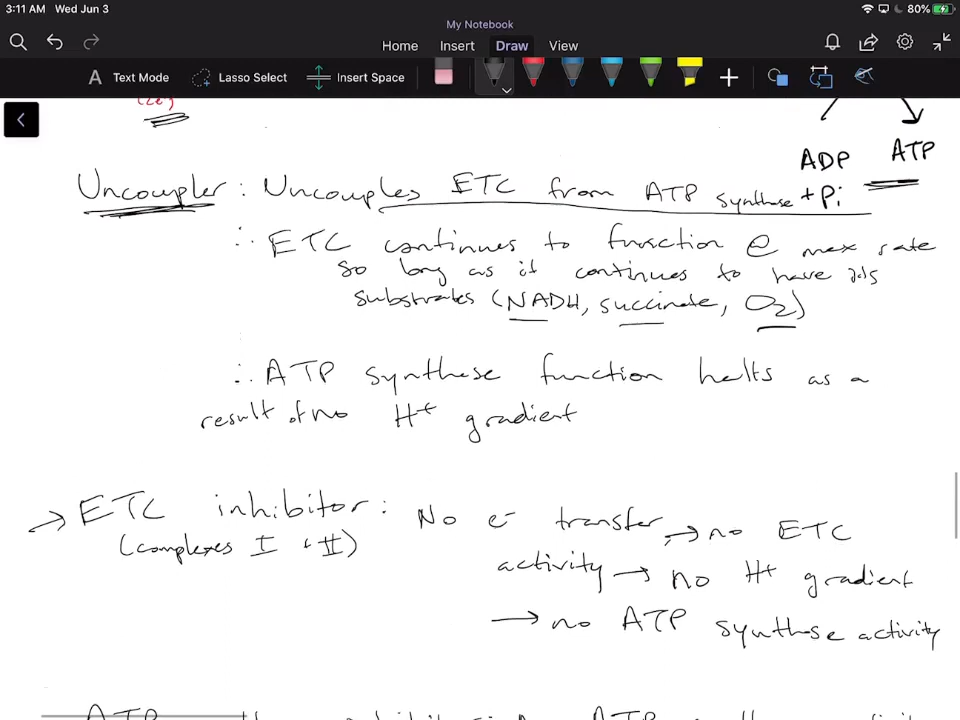 3:11 AM Wed Jun 3
My Notebook
80%
Home Insert Draw View
A Text Mode Lasso Select Insert Space
(2e)
ADP ATP
Uncoupler: Uncouples ETC from ATP synthase + Pi
∴ ETC continues to function @ max rate
so long as it continues to have its
substrates (NADH, succinate, O2)
∴ ATP synthase function halts as a
result of no H+ gradient
→ ETC inhibitor: No e- transfer → no ETC
(complexes I & II)
activity → no H+ gradient
→ no ATP synthase activity